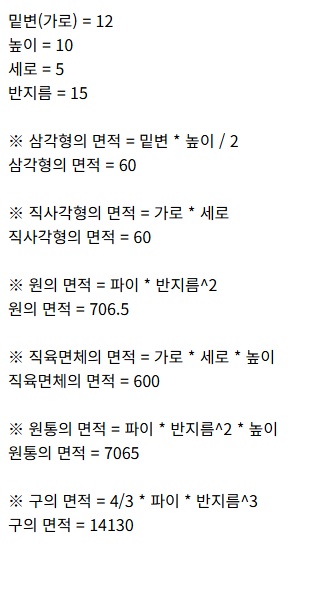 밑변(가로) = 12
높이 = 10
세로 = 5
반지름 = 15
※ 삼각형의 면적 = 밑변 * 높이 / 2
삼각형의 면적 = 60
※ 직사각형의 면적 = 가로 * 세로
직사각형의 면적 = 60
※ 원의 면적 = 파이 * 반지름^2
원의 면적 = 706.5
※ 직육면체의 면적 = 가로 * 세로 * 높이
직육면체의 면적 = 600
※ 원통의 면적 = 파이 * 반지름^2 * 높이
원통의 면적 = 7065
※ 구의 면적 = 4/3 * 파이 * 반지름^3
구의 면적 = 14130